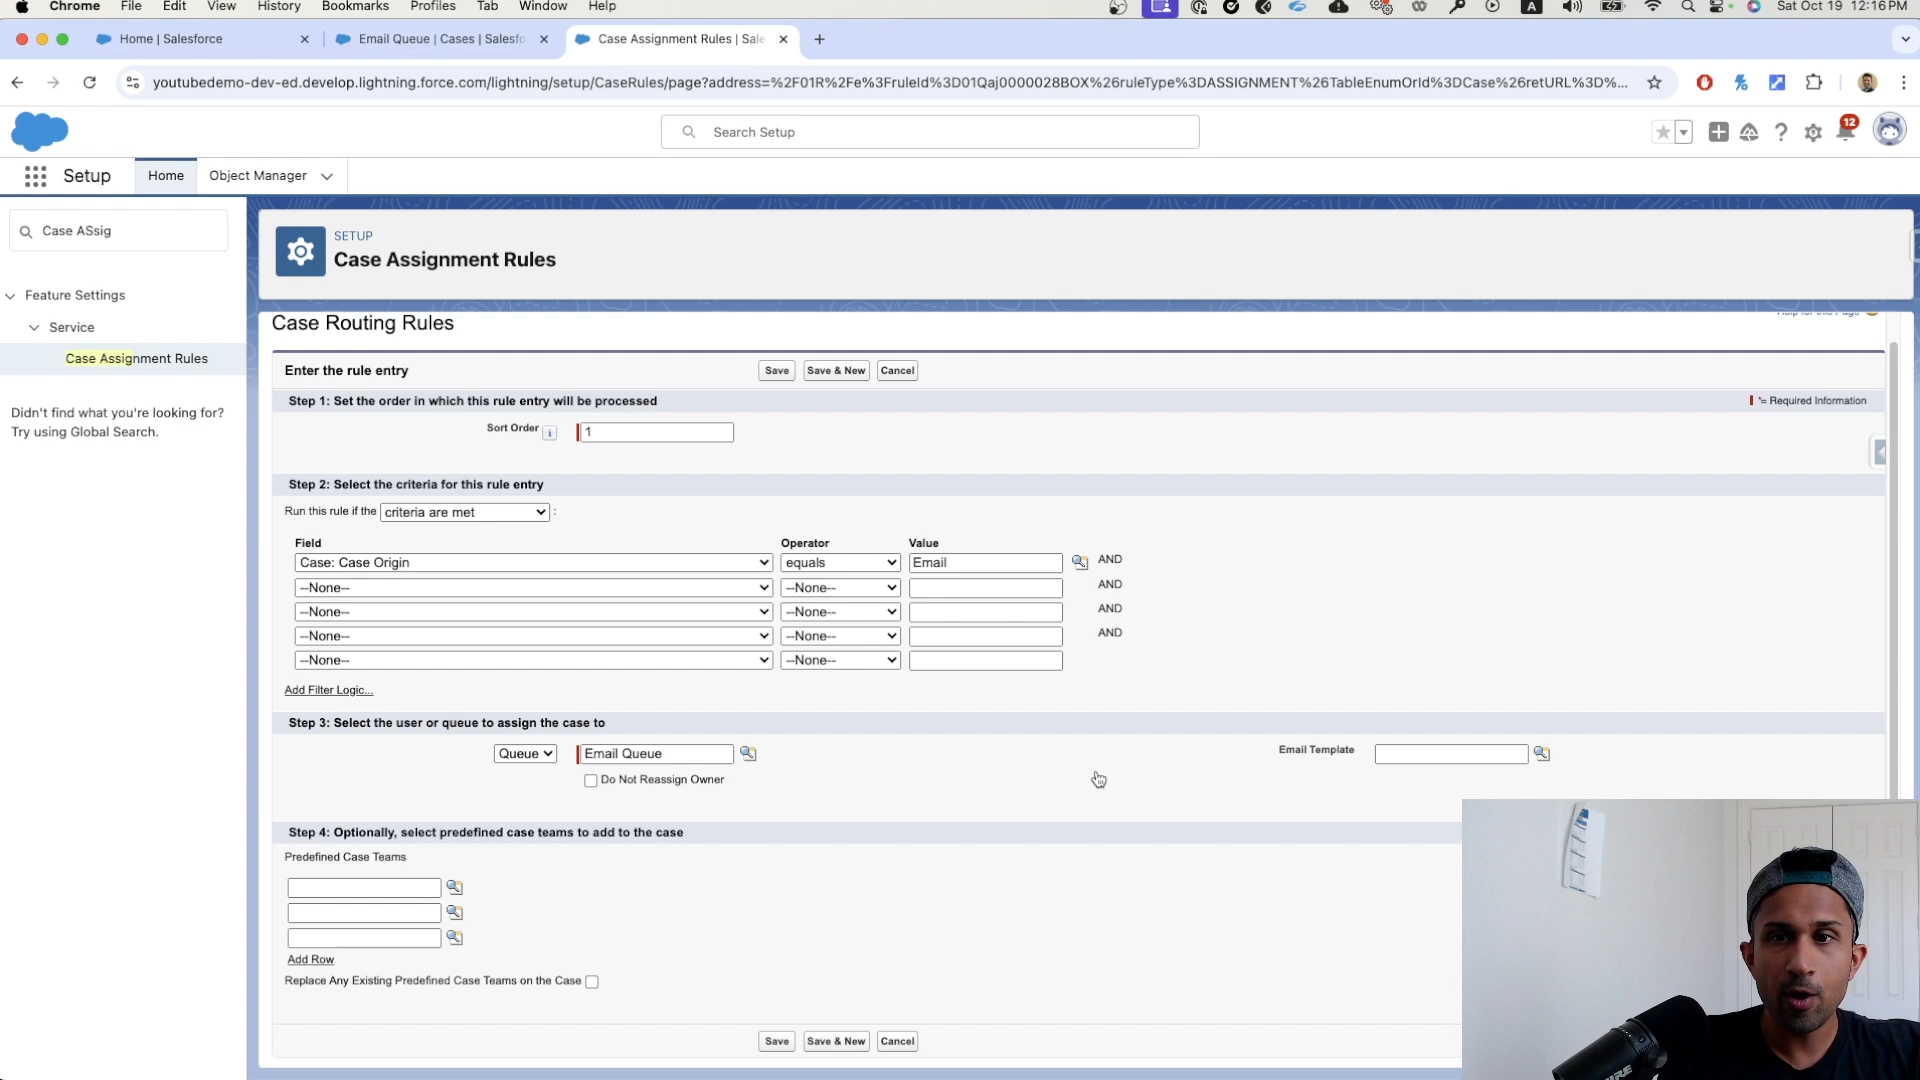 Chrome File Edit View History Bookmarks Profiles Tab Window Help A Sat Oct 19 12:16 PM
Home | Salesforce Email Queue | Cases | Salesfo Case Assignment Rules | Sale
youtubedemo-dev-ed.develop.lightning.force.com/lightning/setup/CaseRules/page?address=%2F01R%2Fe%3FruleId%3D01Qaj0000028BOX%26ruleType%3DASSIGNMENT%26TableEnumOrId%3DCase%26retURL%3D%...
Search Setup 12
Setup Home Object Manager
Case ASsig
Feature Settings
Service
Case Assignment Rules
Didn't find what you're looking for?
Try using Global Search.
SETUP
Case Assignment Rules
Case Routing Rules
Help for this Page
Enter the rule entry Save Save & New Cancel
Step 1: Set the order in which this rule entry will be processed = Required Information
Sort Order i 1
Step 2: Select the criteria for this rule entry
Run this rule if the criteria are met :
Field Operator Value
Case: Case Origin equals Email AND
--None-- --None-- AND
--None-- --None-- AND
--None-- --None-- AND
--None-- --None--
Add Filter Logic...
Step 3: Select the user or queue to assign the case to
Queue Email Queue Email Template
Do Not Reassign Owner
Step 4: Optionally, select predefined case teams to add to the case
Predefined Case Teams
Add Row
Replace Any Existing Predefined Case Teams on the Case
Save Save & New Cancel